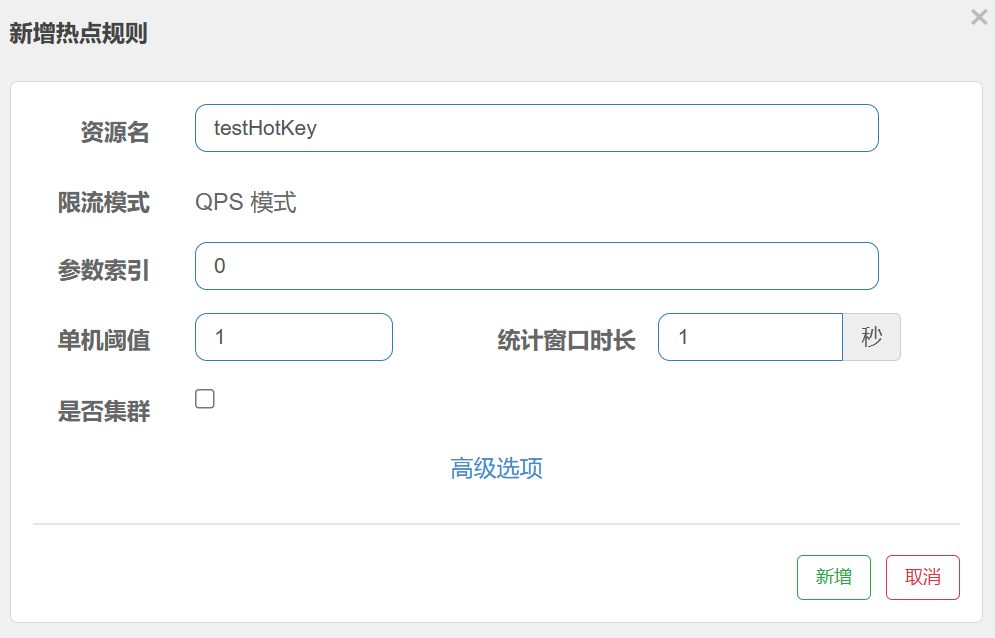 新增热点规则
×
资源名 testHotKey
限流模式 QPS 模式
参数索引 0
单机阈值 1 统计窗口时长 1 秒
是否集群
高级选项
新增 取消